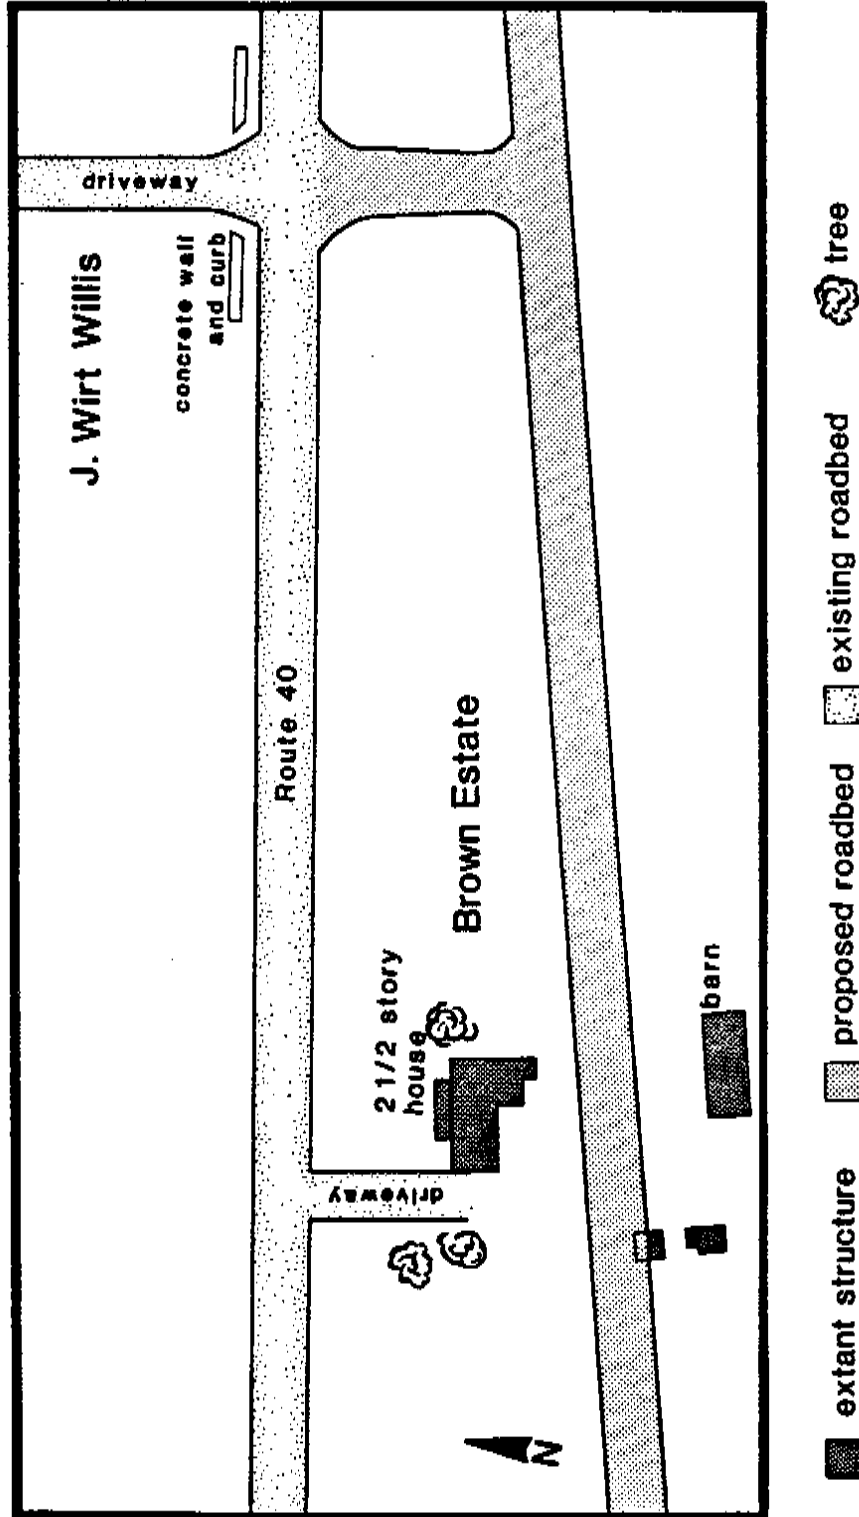 driveway
J. Wirt Willis
concrete wall
and curb
Route 40
Brown Estate
2 1/2 story
house
driveway
barn
N
extant structure
proposed roadbed
existing roadbed
tree